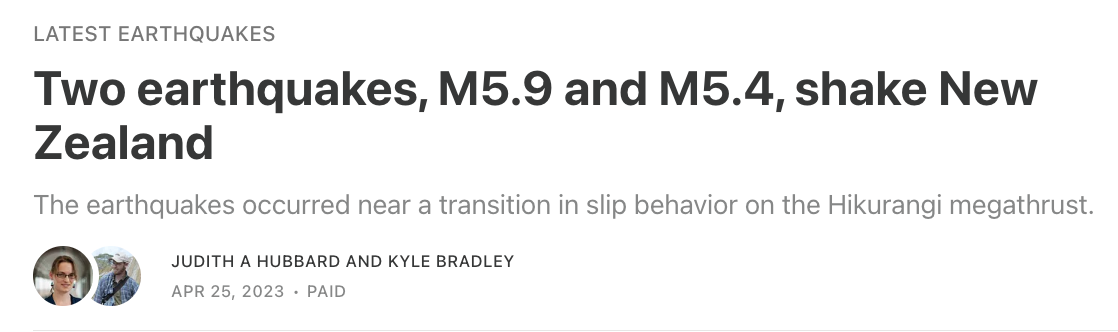 LATEST EARTHQUAKES
Two earthquakes, M5.9 and M5.4, shake New
Zealand
The earthquakes occurred near a transition in slip behavior on the Hikurangi megathrust.
JUDITH A HUBBARD AND KYLE BRADLEY
APR 25, 2023 • PAID